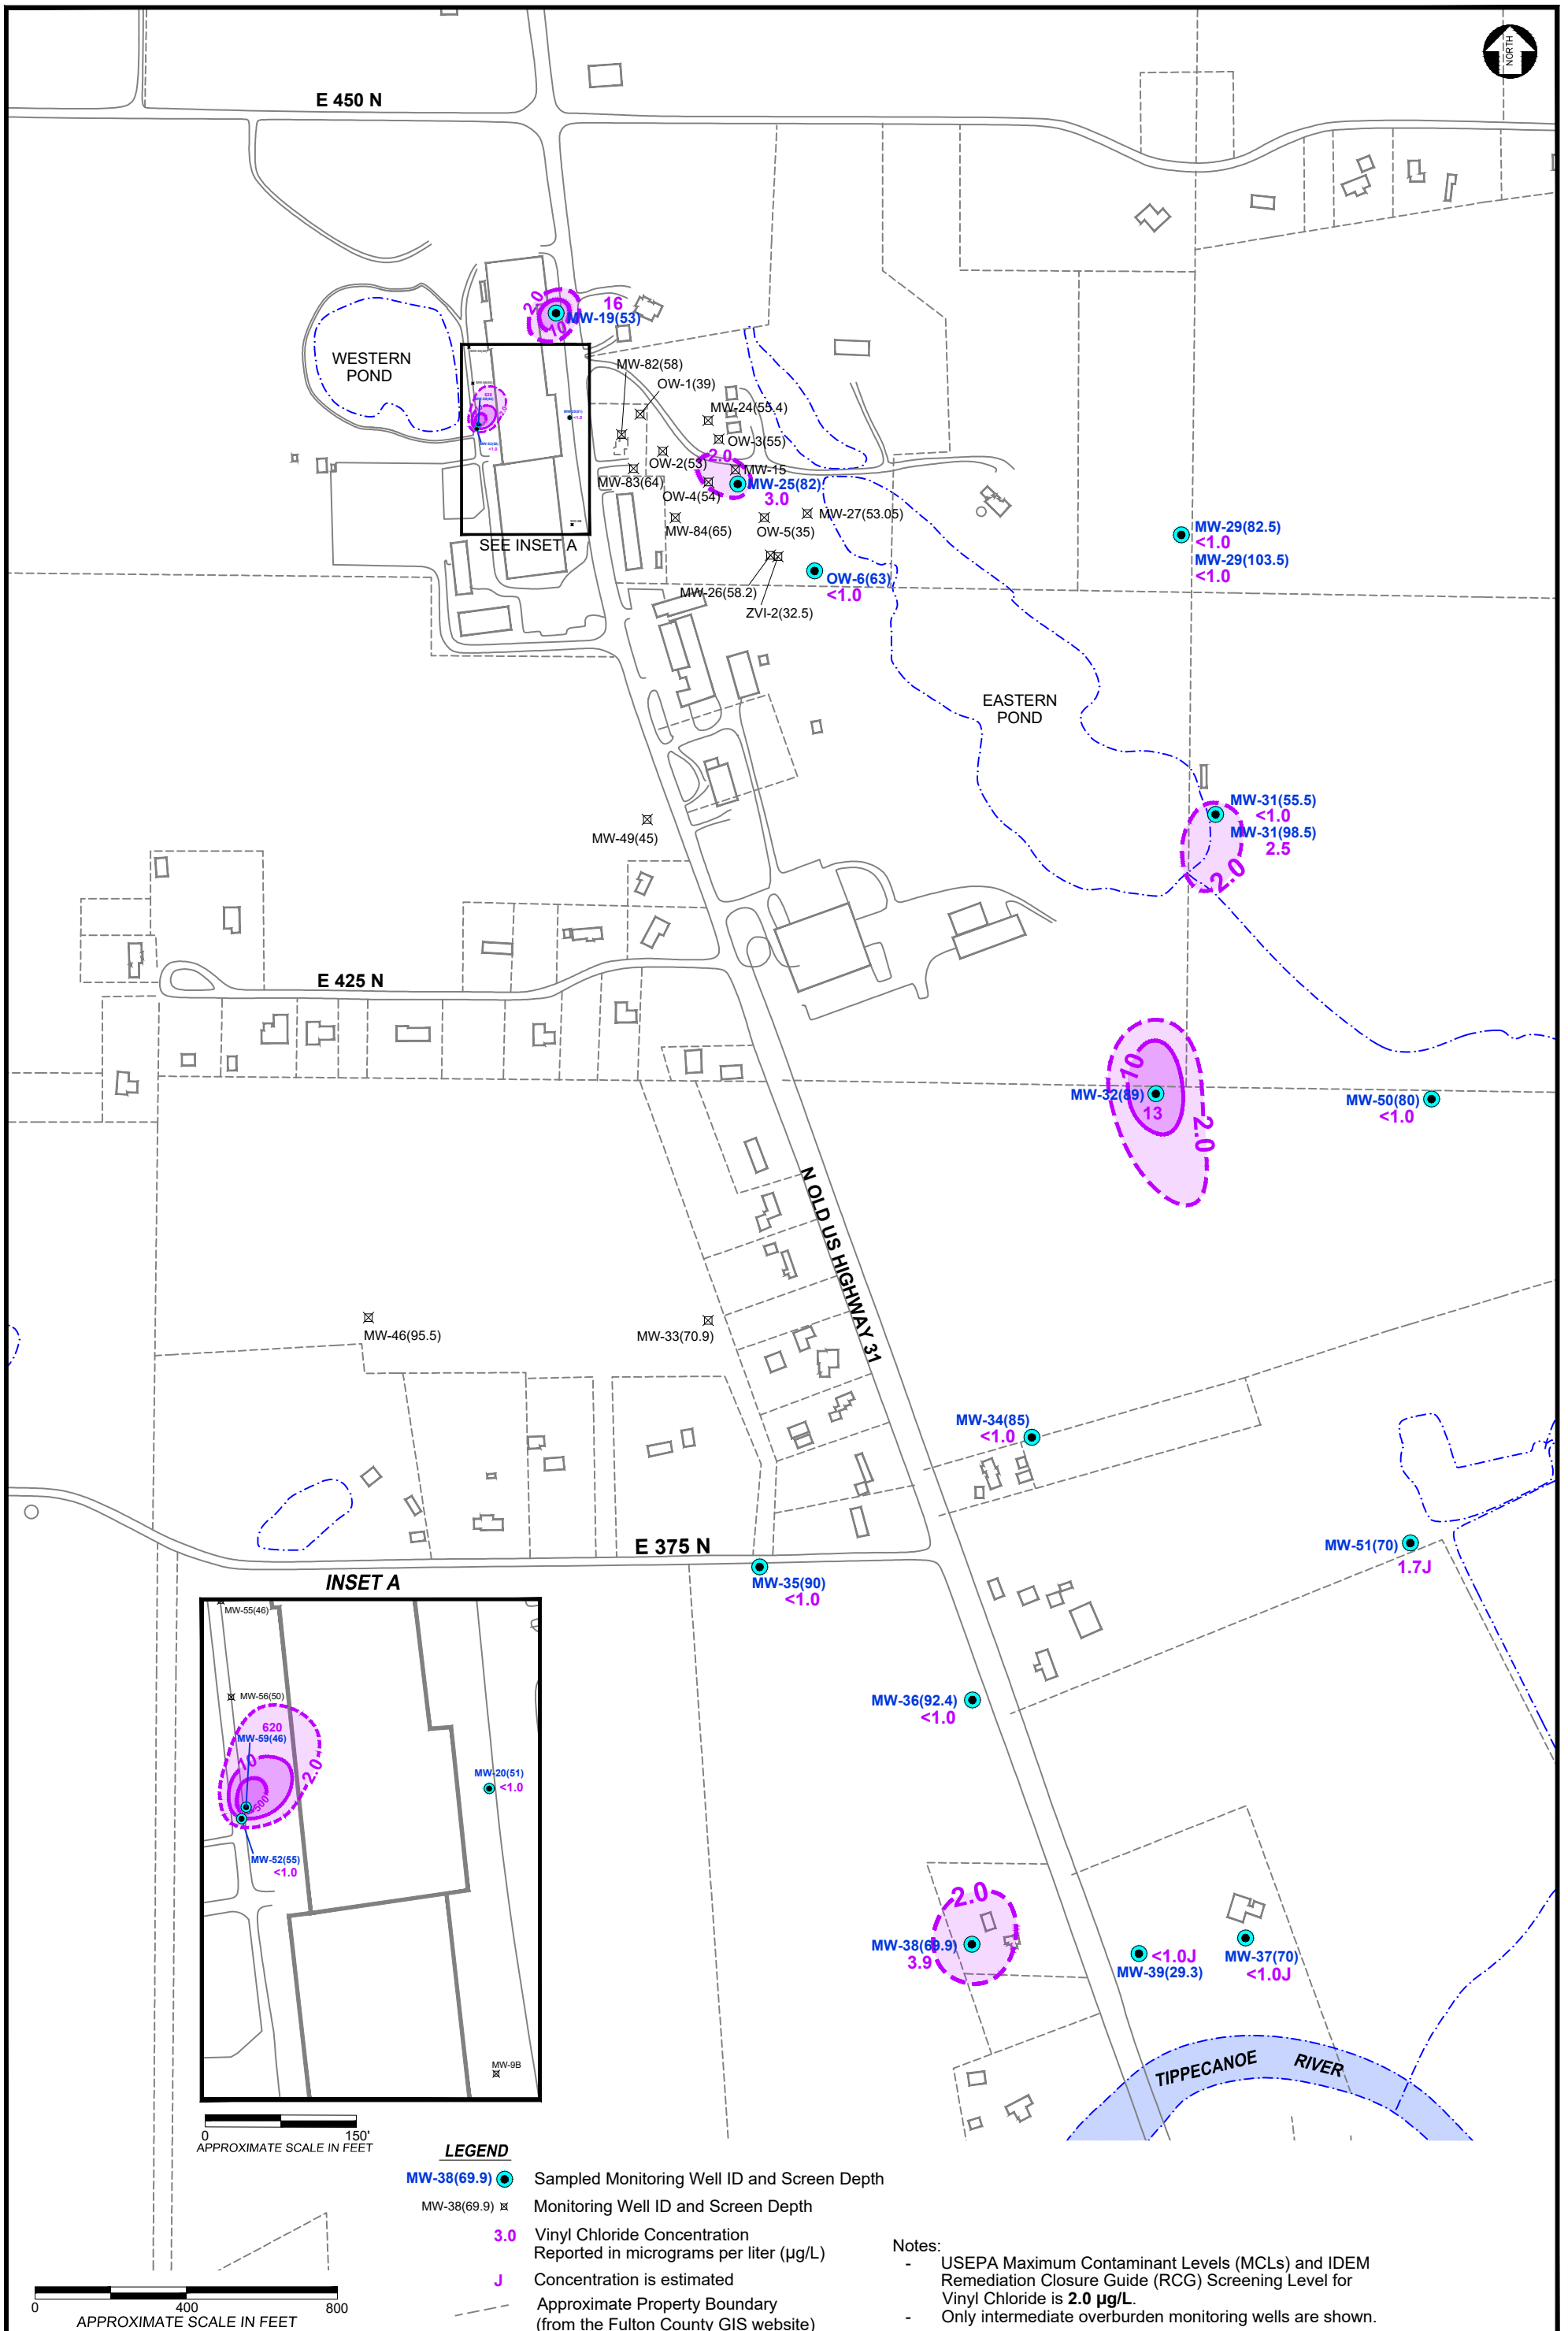 NORTH
E 450 N
16
2.0
10
MW-19(53)
WESTERN
POND
MW-82(58)
OW-1(39)
MW-24(55.4)
OW-3(55)
OW-2(53)
2.0
MW-15
MW-83(64)
OW-4(54)
MW-25(82)
3.0
MW-27(53.05)
MW-84(65)
OW-5(35)
SEE INSET A
MW-29(82.5)
<1.0
MW-29(103.5)
<1.0
OW-6(63)
<1.0
MW-26(58.2)
ZVI-2(32.5)
EASTERN
POND
MW-31(55.5)
<1.0
MW-31(98.5)
2.5
2.0
MW-49(45)
E 425 N
10
MW-32(89)
13
2.0
MW-50(80)
<1.0
N OLD US HIGHWAY 31
MW-46(95.5)
MW-33(70.9)
MW-34(85)
<1.0
E 375 N
MW-51(70)
1.7J
MW-35(90)
<1.0
INSET A
MW-55(46)
MW-56(50)
620
MW-59(46)
10
2.0
500
MW-20(51)
<1.0
MW-52(55)
<1.0
MW-9B
MW-36(92.4)
<1.0
2.0
MW-38(69.9)
3.9
<1.0J
MW-39(29.3)
MW-37(70)
<1.0J
TIPPECANOE RIVER
0 150'
APPROXIMATE SCALE IN FEET
LEGEND
MW-38(69.9) Sampled Monitoring Well ID and Screen Depth
MW-38(69.9) Monitoring Well ID and Screen Depth
3.0 Vinyl Chloride Concentration
Reported in micrograms per liter (µg/L)
J Concentration is estimated
Approximate Property Boundary
(from the Fulton County GIS website)
0 400 800
APPROXIMATE SCALE IN FEET
Notes:
- USEPA Maximum Contaminant Levels (MCLs) and IDEM
Remediation Closure Guide (RCG) Screening Level for
Vinyl Chloride is 2.0 µg/L.
- Only intermediate overburden monitoring wells are shown.